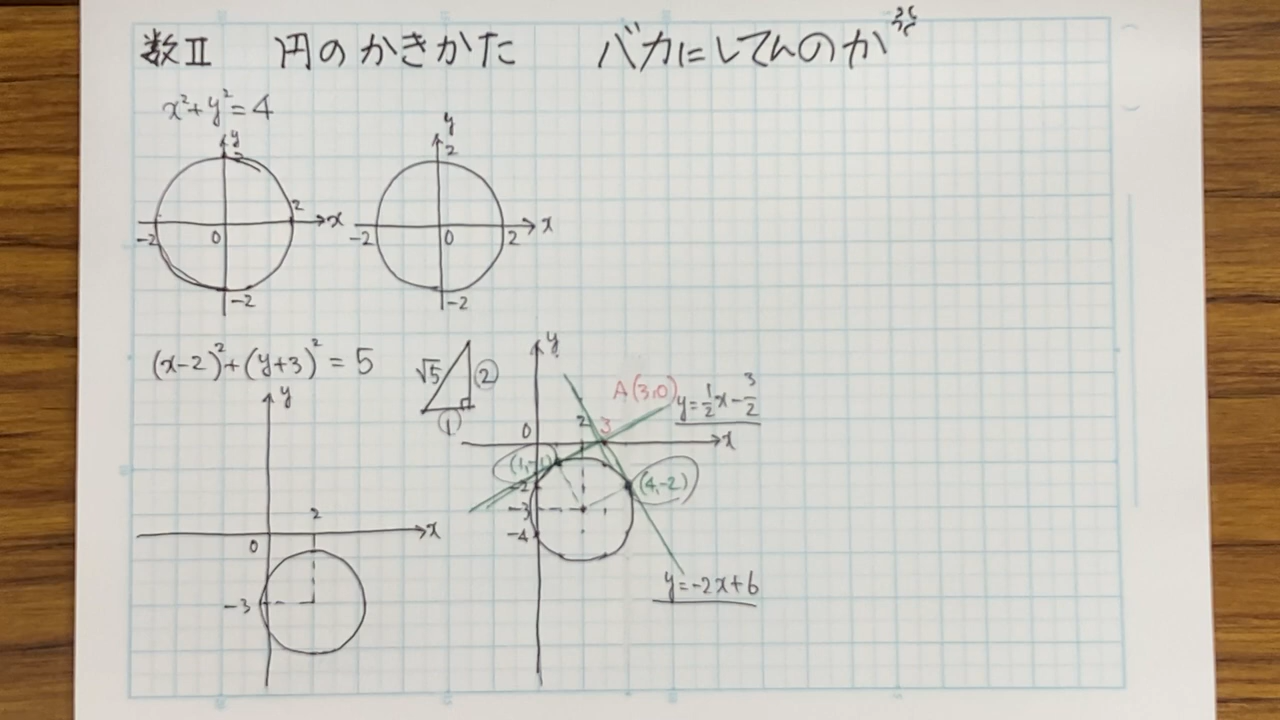 数Ⅱ 円のかきかた バカにしてんのか
x²+y²=4
y
2
2
x
-2
0
-2
y
2
x
-2
0
2
-2
(x-2)²+(y+3)²=5
√5
②
①
y
2
x
0
-3
y
A(3,0)
y=1/2x-3/2
0
2
3
x
(1,-1)
-2
(4,-2)
-3
-4
y=-2x+6